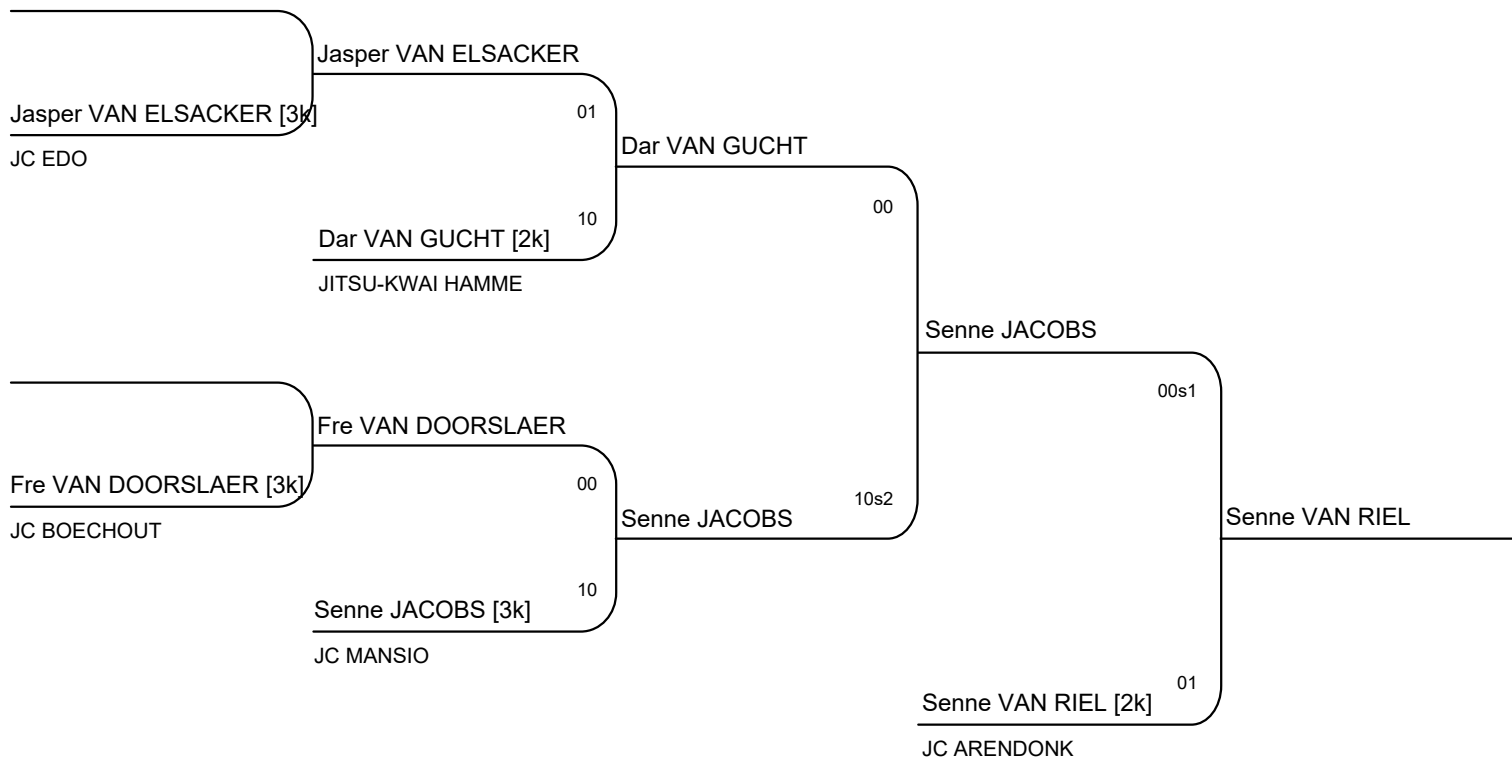 Jasper VAN ELSACKER
Jasper VAN ELSACKER [3k]
JC EDO
01
Dar VAN GUCHT
10
Dar VAN GUCHT [2k]
JITSU-KWAI HAMME
00
Senne JACOBS
00s1
Fre VAN DOORSLAER
Fre VAN DOORSLAER [3k]
JC BOECHOUT
00
Senne JACOBS
10s2
Senne VAN RIEL
10
Senne JACOBS [3k]
JC MANSIO
01
Senne VAN RIEL [2k]
JC ARENDONK